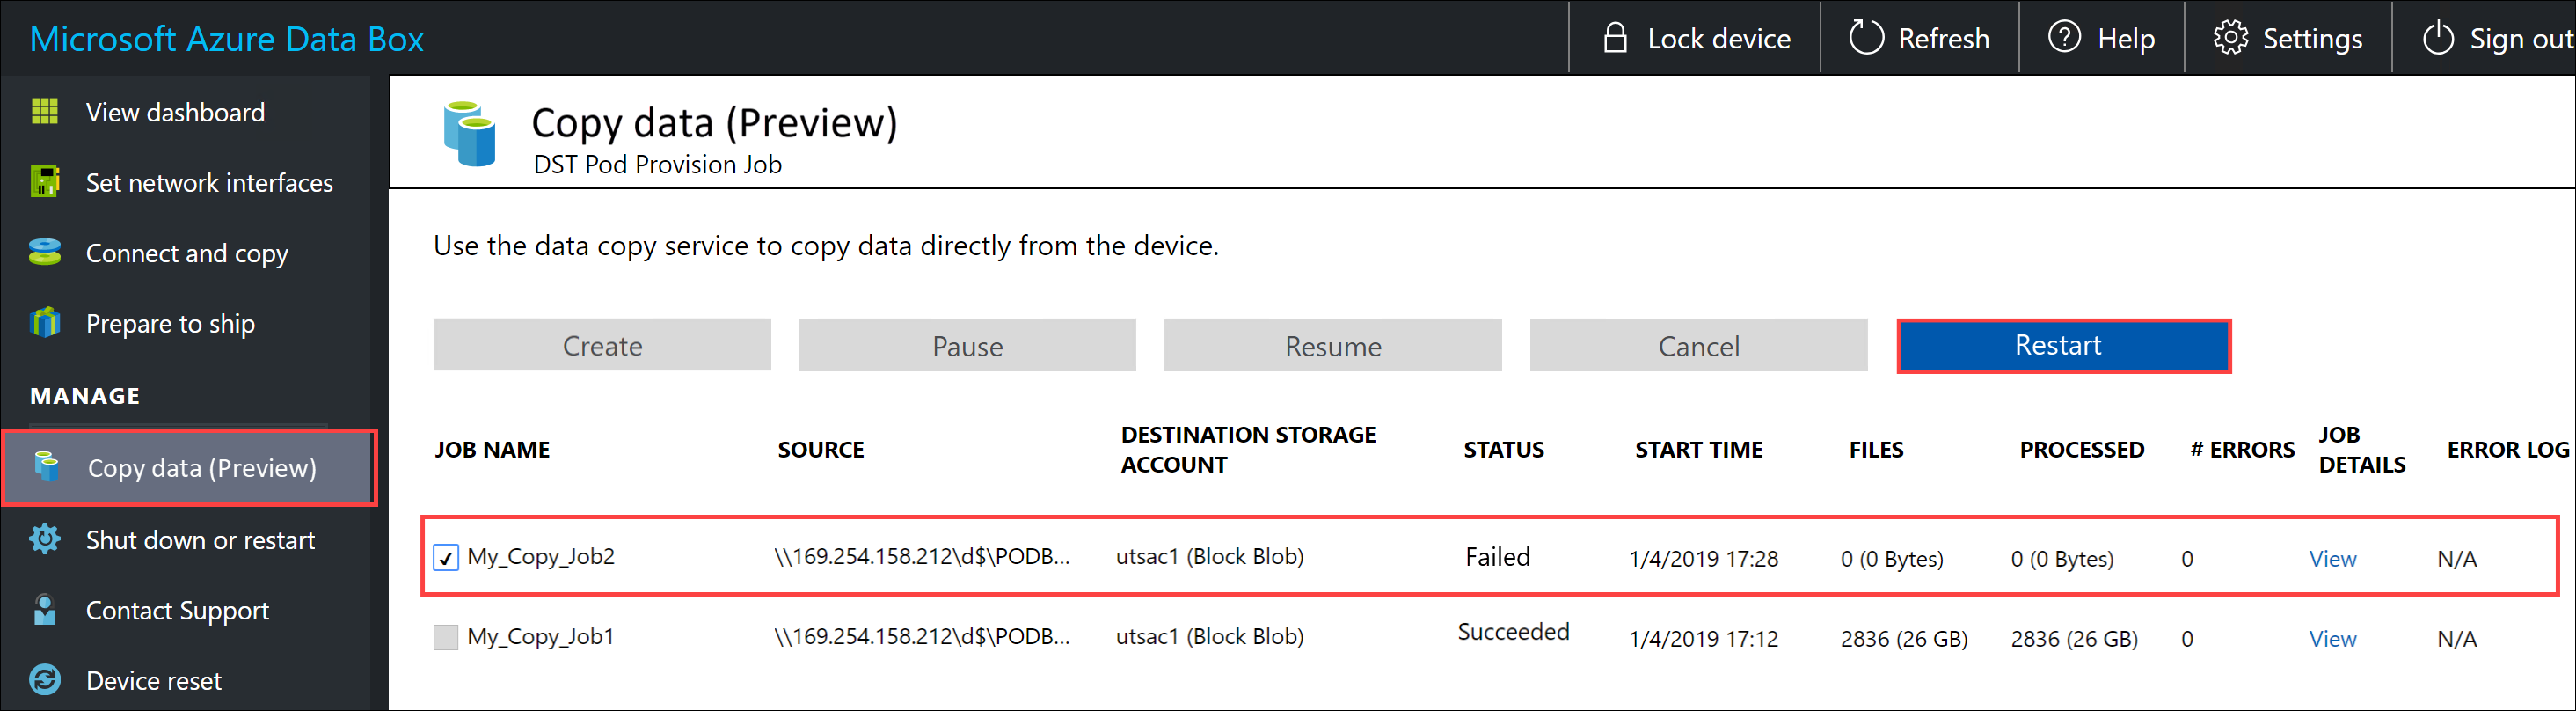 Microsoft Azure Data Box
Lock device
Refresh
Help
Settings
Sign out
View dashboard
Set network interfaces
Connect and copy
Prepare to ship
MANAGE
Copy data (Preview)
Shut down or restart
Contact Support
Device reset
Copy data (Preview)
DST Pod Provision Job
Use the data copy service to copy data directly from the device.
Create Pause Resume Cancel Restart
JOB NAME SOURCE DESTINATION STORAGE ACCOUNT STATUS START TIME FILES PROCESSED # ERRORS JOB DETAILS ERROR LOG
My_Copy_Job2 \\169.254.158.212\d$\PODB... utsac1 (Block Blob) Failed 1/4/2019 17:28 0 (0 Bytes) 0 (0 Bytes) 0 View N/A
My_Copy_Job1 \\169.254.158.212\d$\PODB... utsac1 (Block Blob) Succeeded 1/4/2019 17:12 2836 (26 GB) 2836 (26 GB) 0 View N/A